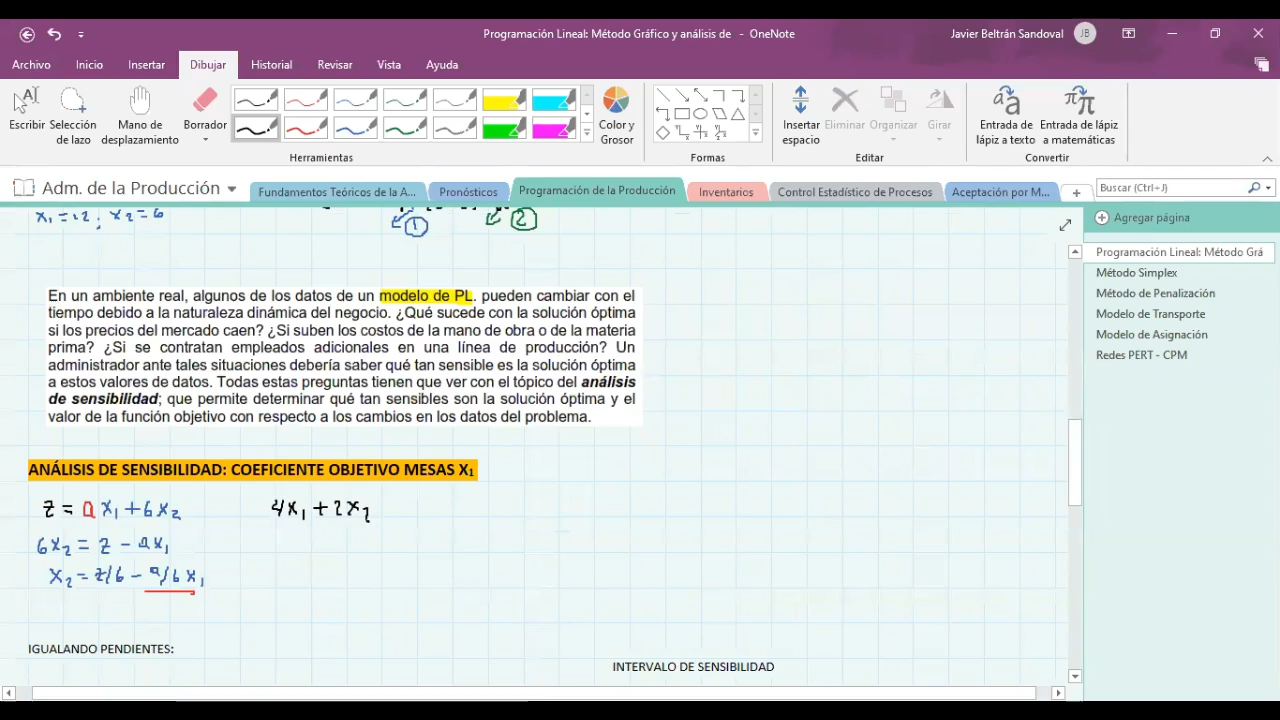 Programación Lineal: Método Gráfico y análisis de - OneNote
Javier Beltrán Sandoval JB
Archivo Inicio Insertar Dibujar Historial Revisar Vista Ayuda
Escribir
Selección de lazo
Mano de desplazamiento
Borrador
Color y Grosor
Insertar espacio
Eliminar
Organizar
Girar
Entrada de lápiz a texto
Entrada de lápiz a matemáticas
Herramientas
Formas
Editar
Convertir
Adm. de la Producción
Fundamentos Teóricos de la A...
Pronósticos
Programación de la Producción
Inventarios
Control Estadístico de Procesos
Aceptación por M...
Buscar (Ctrl+J)
Agregar página
Programación Lineal: Método Grá
Método Simplex
Método de Penalización
Modelo de Transporte
Modelo de Asignación
Redes PERT - CPM
x₁ = 12 ; x₂ = 6
1
2
En un ambiente real, algunos de los datos de un modelo de PL. pueden cambiar con el
tiempo debido a la naturaleza dinámica del negocio. ¿Qué sucede con la solución óptima
si los precios del mercado caen? ¿Si suben los costos de la mano de obra o de la materia
prima? ¿Si se contratan empleados adicionales en una línea de producción? Un
administrador ante tales situaciones debería saber qué tan sensible es la solución óptima
a estos valores de datos. Todas estas preguntas tienen que ver con el tópico del análisis
de sensibilidad; que permite determinar qué tan sensibles son la solución óptima y el
valor de la función objetivo con respecto a los cambios en los datos del problema.
ANÁLISIS DE SENSIBILIDAD: COEFICIENTE OBJETIVO MESAS X₁
z = a x₁ + 6x₂
4x₁ + 2x₂
6x₂ = z - ax₁
x₂ = z/6 - a/6 x₁
IGUALANDO PENDIENTES:
INTERVALO DE SENSIBILIDAD